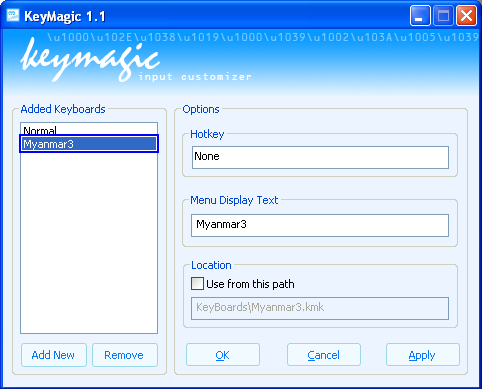 KeyMagic 1.1
\u1000\u102E\u1038\u1019\u1000\u1039\u1002\u103A\u1005\u1039
keymagic
input customizer
Added Keyboards
Normal
Myanmar3
Add New
Remove
Options
Hotkey
None
Menu Display Text
Myanmar3
Location
Use from this path
KeyBoards\Myanmar3.kmk
OK
Cancel
Apply